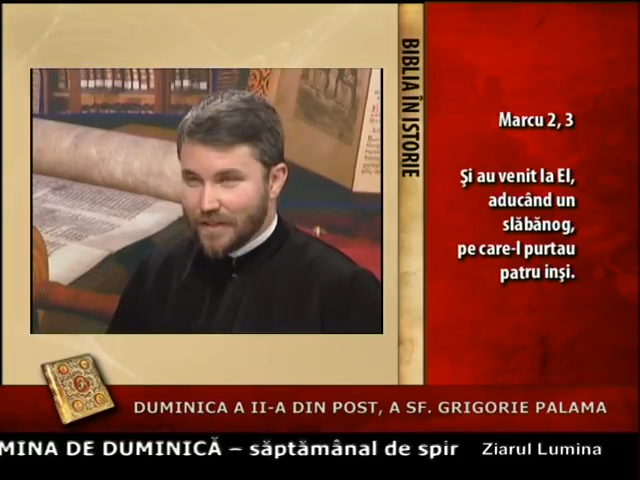 BIBLIA ÎN ISTORIE
Marcu 2, 3
Şi au venit la El,
aducând un
slăbănog,
pe care-l purtau
patru inşi.
DUMINICA A II-A DIN POST, A SF. GRIGORIE PALAMA
MINA DE DUMINICĂ – săptămânal de spir
Ziarul Lumina